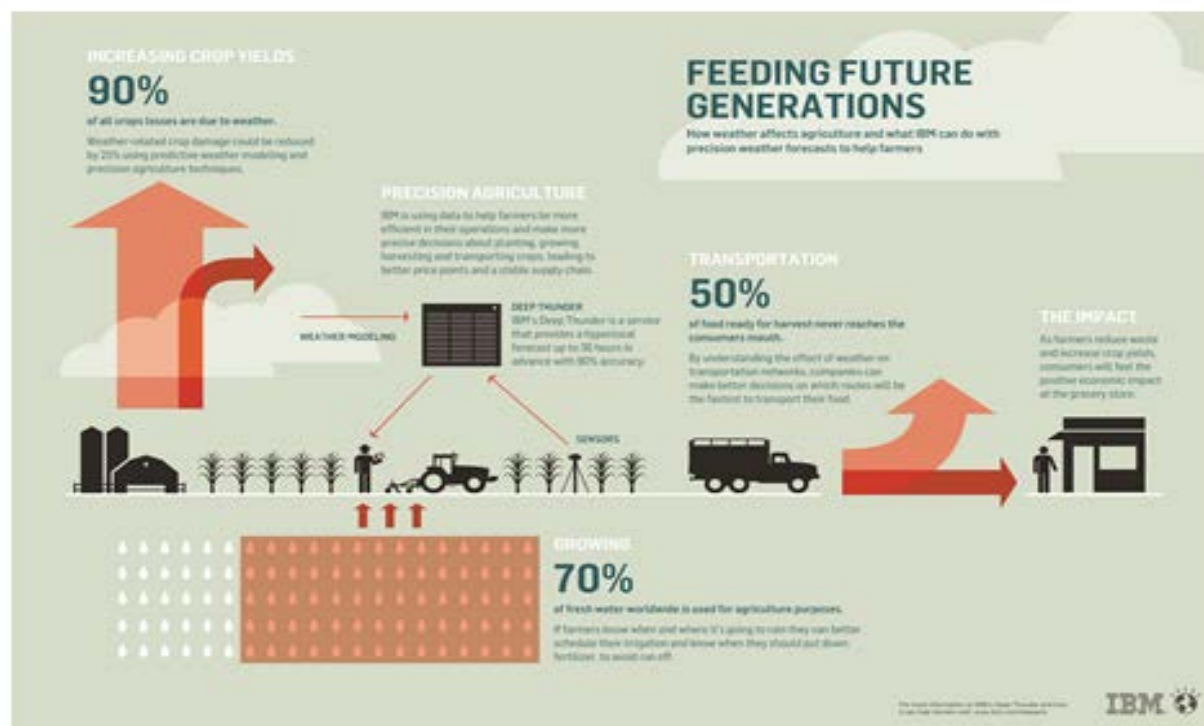 INCREASING CROP YIELDS
90%
of all crops losses are due to weather.
Weather-related crop damage could be reduced
by 25% using predictive weather modeling and
precision agriculture techniques.
FEEDING FUTURE
GENERATIONS
How weather affects agriculture and what IBM can do with
precision weather forecasts to help farmers
PRECISION AGRICULTURE
IBM is using data to help farmers be more
efficient in their operations and make more
precise decisions about planting, growing,
harvesting and transporting crops, leading to
better price points and a stable supply chain.
WEATHER MODELING
DEEP THUNDER
IBM's Deep Thunder is a service
that provides a hyperlocal
forecast up to 36 hours in
advance with 90% accuracy.
SENSORS
TRANSPORTATION
50%
of food ready for harvest never reaches the
consumers mouth.
By understanding the effect of weather on
transportation networks, companies can
make better decisions on which routes will be
the fastest to transport their food.
THE IMPACT
As farmers reduce waste
and increase crop yields,
consumers will feel the
positive economic impact
at the grocery store.
GROWING
70%
of fresh water worldwide is used for agriculture purposes.
If farmers know when and where it's going to rain they can better
schedule their irrigation and know when they should put down
fertilizer, to avoid run off.
IBM